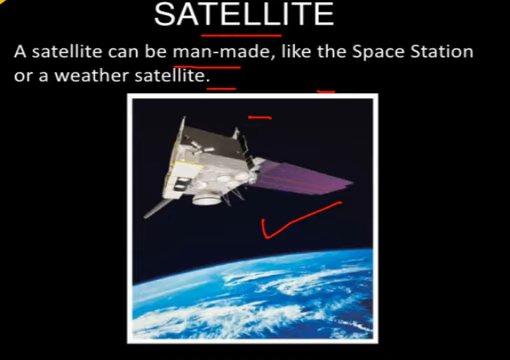 SATELLITE
A satellite can be man-made, like the Space Station
or a weather satellite.